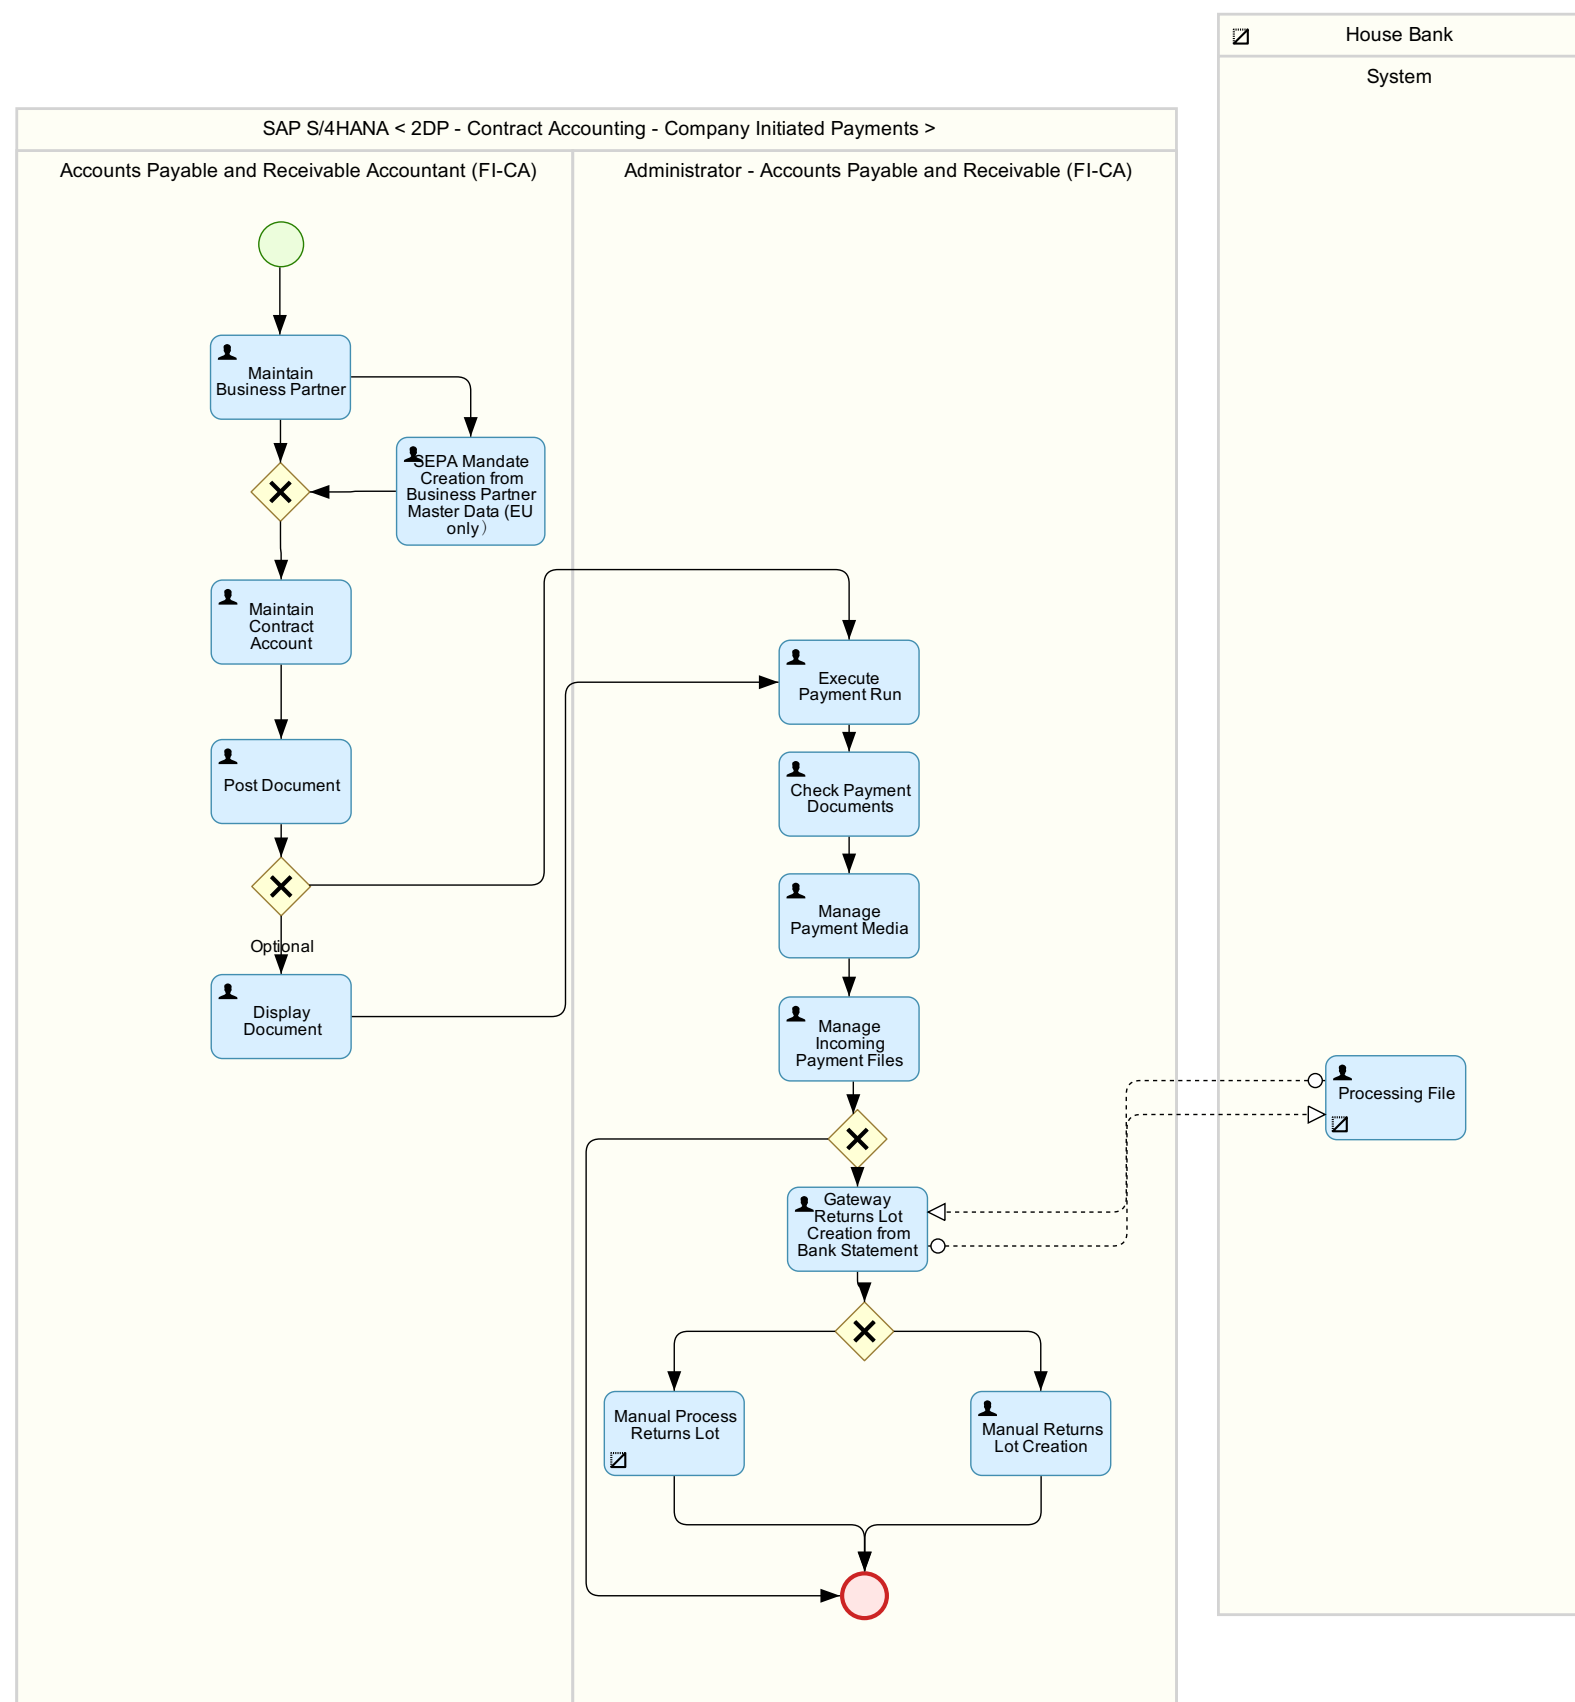 House Bank
System
SAP S/4HANA < 2DP - Contract Accounting - Company Initiated Payments >
Accounts Payable and Receivable Accountant (FI-CA)
Administrator - Accounts Payable and Receivable (FI-CA)
Maintain
Business Partner
SEPA Mandate
Creation from
Business Partner
Master Data (EU
only）
Maintain
Contract
Account
Post Document
Optional
Display
Document
Execute
Payment Run
Check Payment
Documents
Manage
Payment Media
Manage
Incoming
Payment Files
Processing File
Gateway
Returns Lot
Creation from
Bank Statement
Manual Process
Returns Lot
Manual Returns
Lot Creation